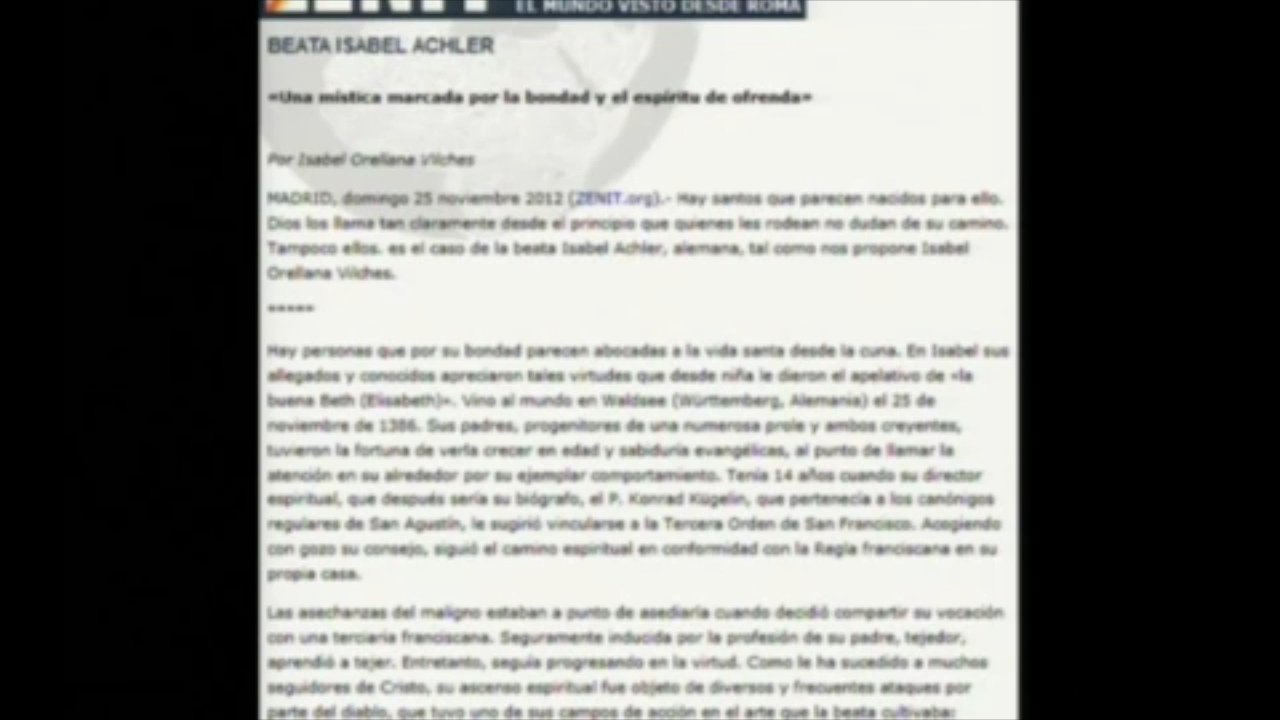 ZENIT EL MUNDO VISTO DESDE ROMA
BEATA ISABEL ACHLER
«Una mística marcada por la bondad y el espíritu de ofrenda»
Por Isabel Orellana Vilches
MADRID, domingo 25 noviembre 2012 (ZENIT.org).- Hay santos que parecen nacidos para ello.
Dios los llama tan claramente desde el principio que quienes les rodean no dudan de su camino.
Tampoco ellos. es el caso de la beata Isabel Achler, alemana, tal como nos propone Isabel
Orellana Vilches.
*****
Hay personas que por su bondad parecen abocadas a la vida santa desde la cuna. En Isabel sus
allegados y conocidos apreciaron tales virtudes que desde niña le dieron el apelativo de «la
buena Beth (Elisabeth)». Vino al mundo en Waldsee (Württemberg, Alemania) el 25 de
noviembre de 1386. Sus padres, progenitores de una numerosa prole y ambos creyentes,
tuvieron la fortuna de verla crecer en edad y sabiduría evangélicas, al punto de llamar la
atención en su alrededor por su ejemplar comportamiento. Tenía 14 años cuando su director
espiritual, que después sería su biógrafo, el P. Konrad Kügelin, que pertenecía a los canónigos
regulares de San Agustín, le sugirió vincularse a la Tercera Orden de San Francisco. Acogiendo
con gozo su consejo, siguió el camino espiritual en conformidad con la Regla franciscana en su
propia casa.
Las asechanzas del maligno estaban a punto de asediarla cuando decidió compartir su vocación
con una terciaria franciscana. Seguramente inducida por la profesión de su padre, tejedor,
aprendió a tejer. Entretanto, seguía progresando en la virtud. Como le ha sucedido a muchos
seguidores de Cristo, su ascenso espiritual fue objeto de diversos y frecuentes ataques por
parte del diablo, que tuvo uno de sus campos de acción en el arte que la beata cultivaba: